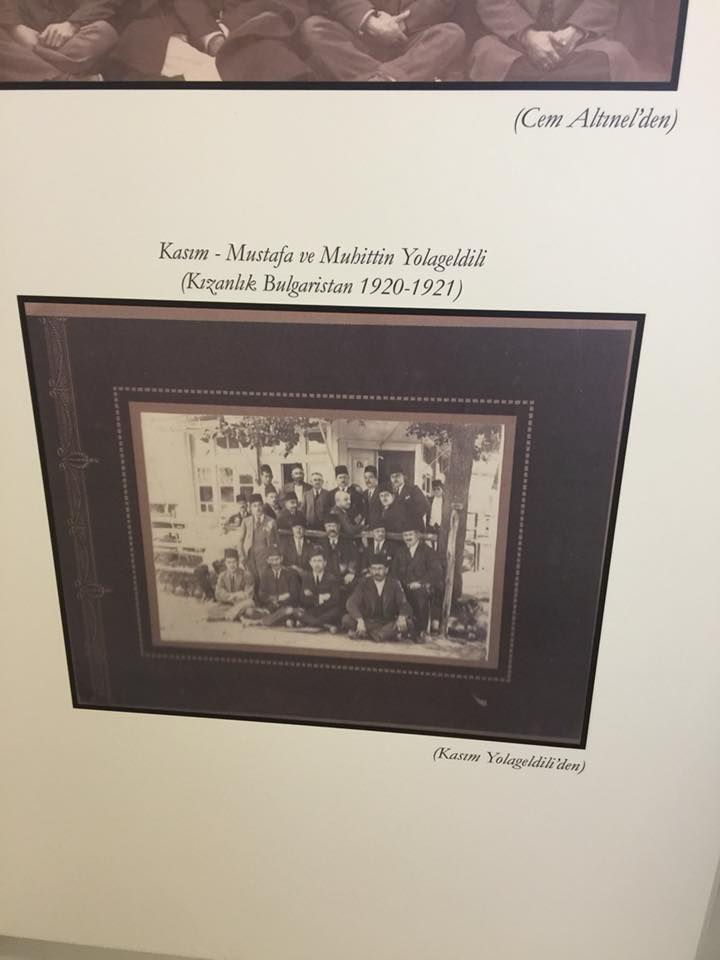 (Cem Altınel'den)
Kasım - Mustafa ve Muhittin Yolageldili
(Kızanlık Bulgaristan 1920-1921)
(Kasım Yolageldili'den)